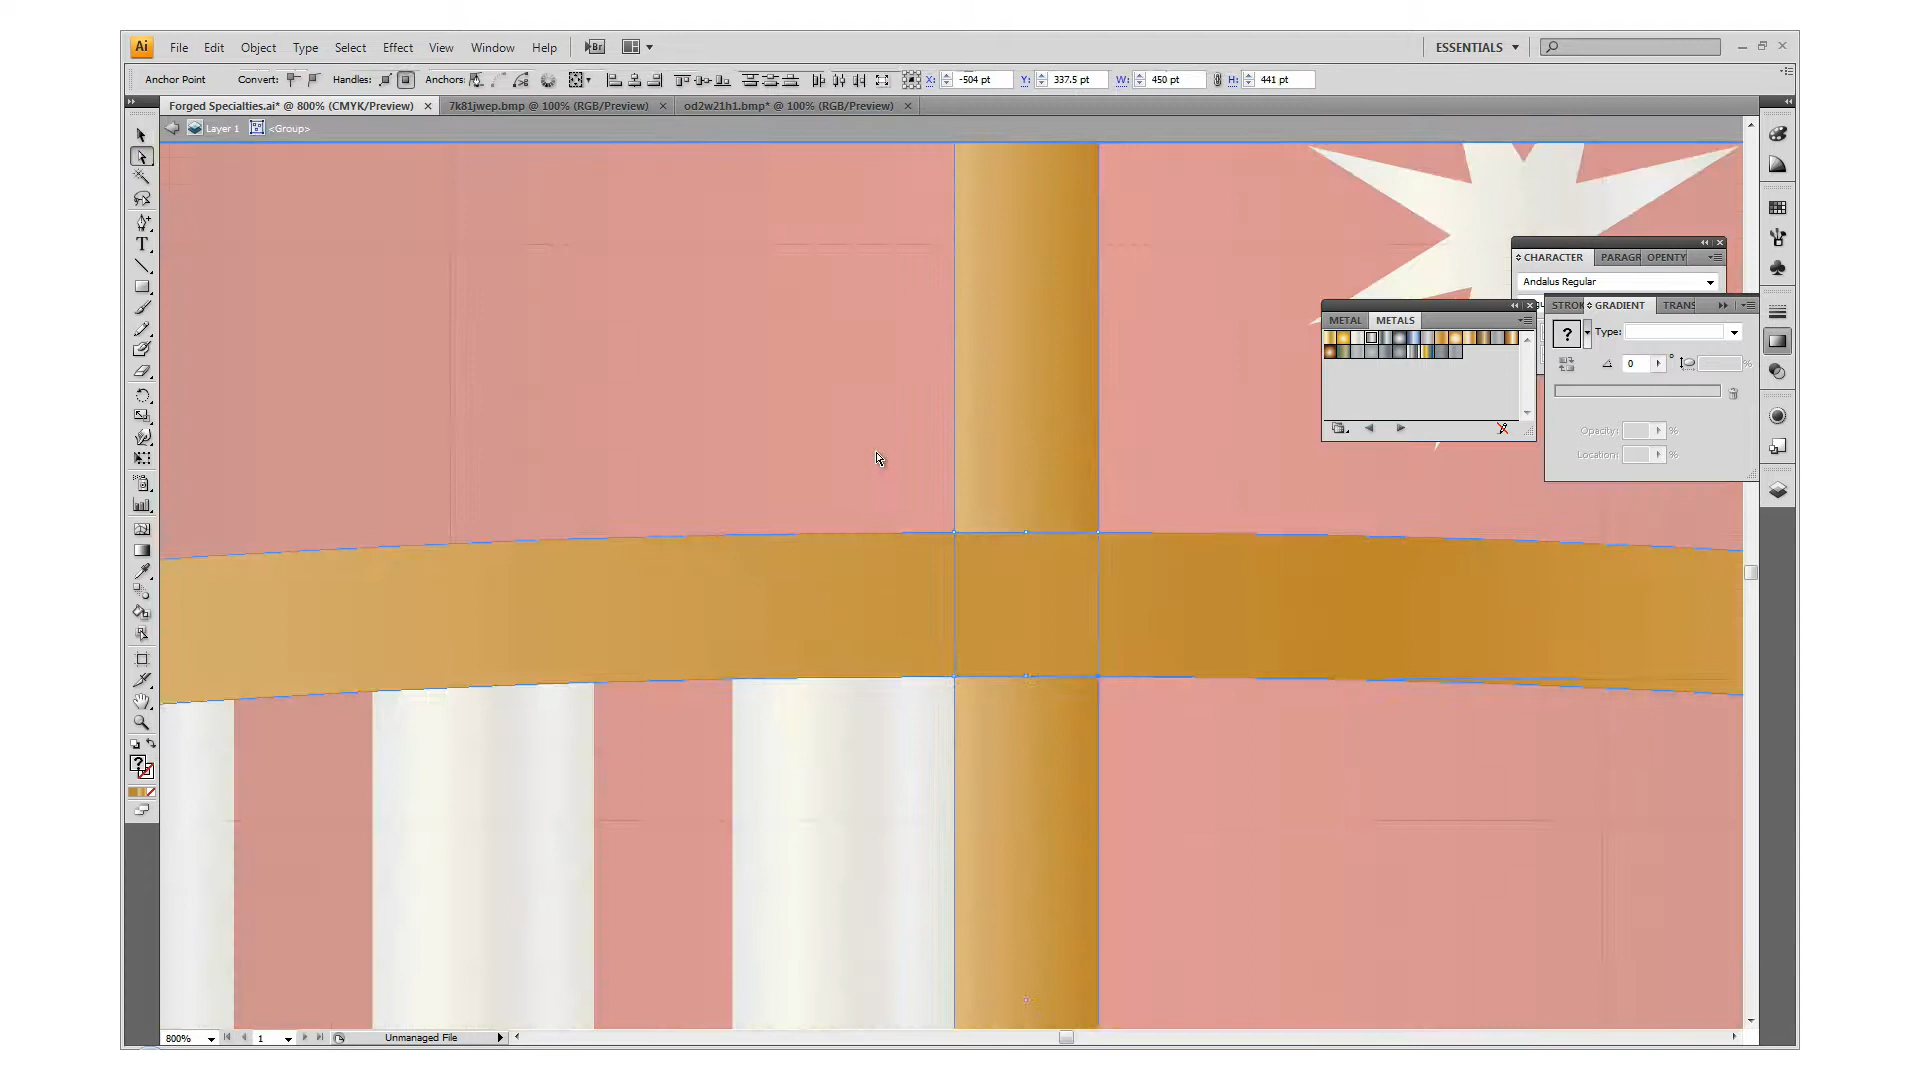 Ai File Edit Object Type Select Effect View Window Help Br ESSENTIALS
Anchor Point Convert: Handles: Anchors: X: -504 pt Y: 337.5 pt W: 450 pt H: 441 pt
Forged Specialties.ai* @ 800% (CMYK/Preview) 7k81jwep.bmp @ 100% (RGB/Preview) od2w21h1.bmp* @ 100% (RGB/Preview)
Layer 1 <Group>
CHARACTER PARAGR OPENTY
Andalus Regular
STROK GRADIENT TRANS
METAL METALS
? Type:
0 ° %
Opacity: %
Location: %
T
?
800% 1 Unmanaged File